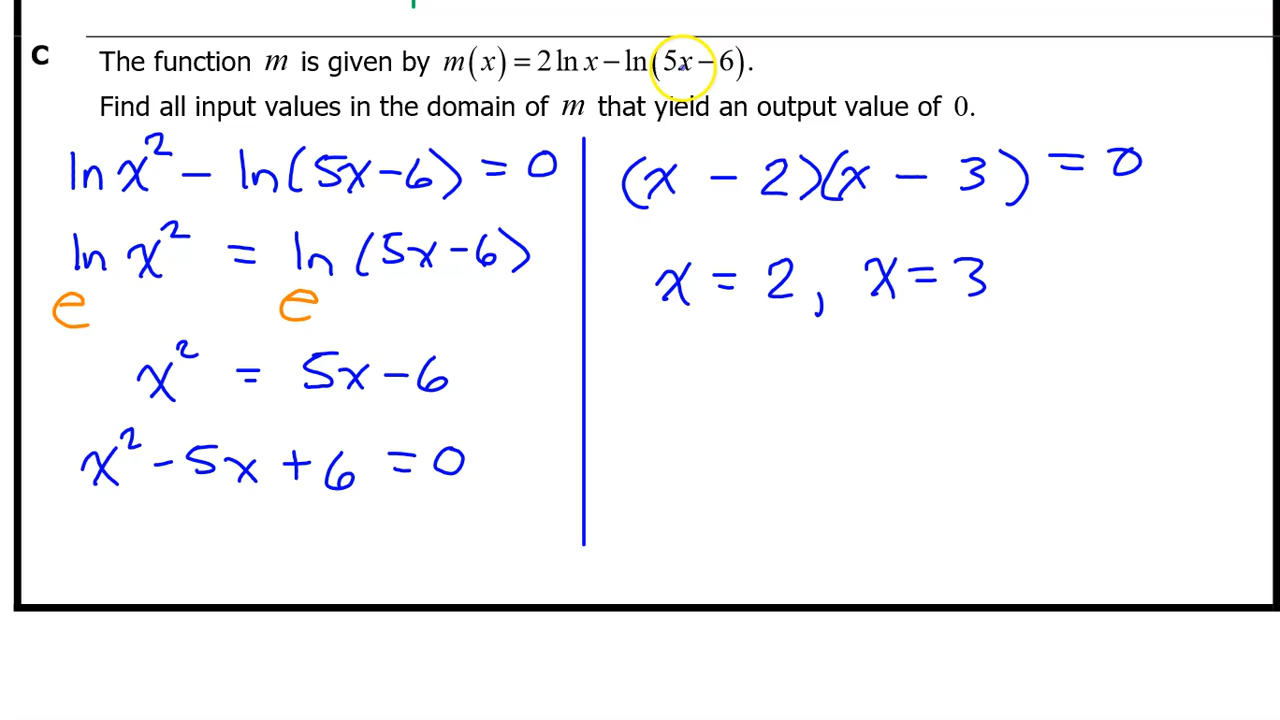 C
The function m is given by m(x) = 2 ln x − ln(5x − 6).
Find all input values in the domain of m that yield an output value of 0.
ln x² − ln(5x−6) = 0
ln x² = ln(5x−6)
e e
x² = 5x−6
x² − 5x + 6 = 0
(x − 2)(x − 3) = 0
x = 2, x = 3